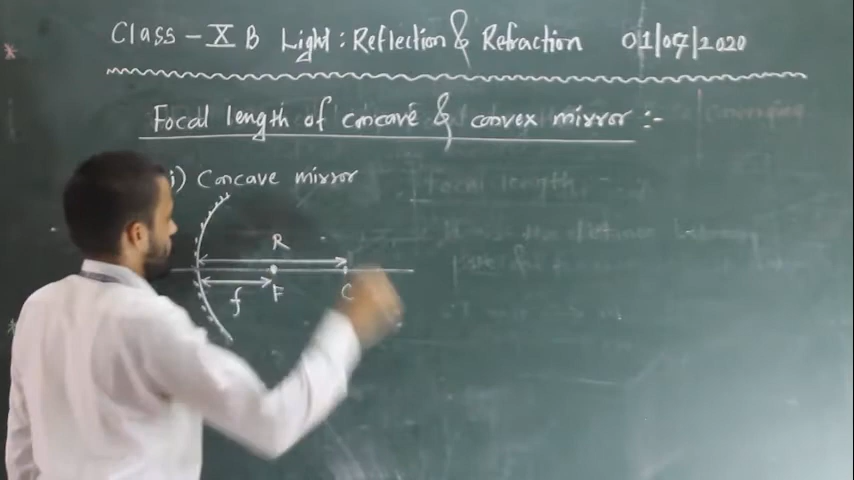 Class - X B Light : Reflection & Refraction 01/07/2020
Focal length of concave & convex mirror :-
i) Concave mirror
R
f F C